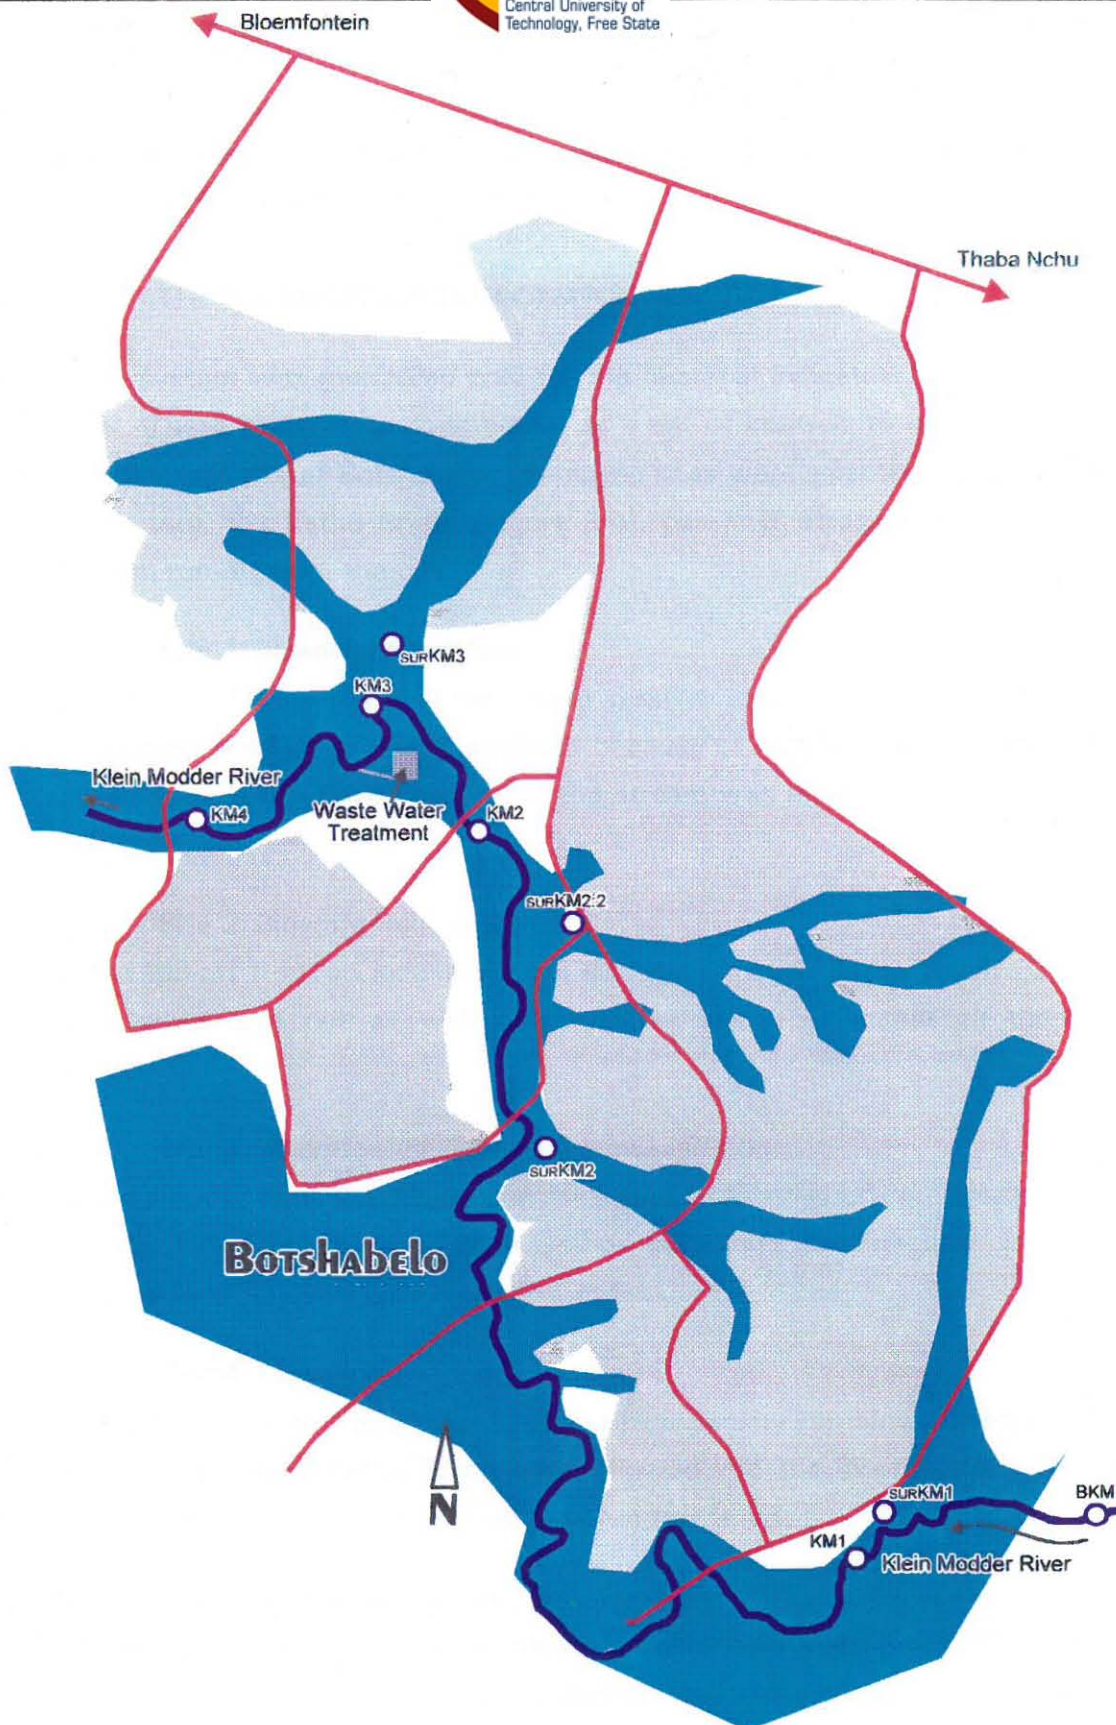 Central University of
Technology, Free State
Bloemfontein
Thaba Nchu
SURKM3
KM3
Klein Modder River
KM4
Waste Water
Treatment
KM2
SURKM2.2
SURKM2
BOTSHABELO
N
SURKM1
BKM
KM1
Klein Modder River